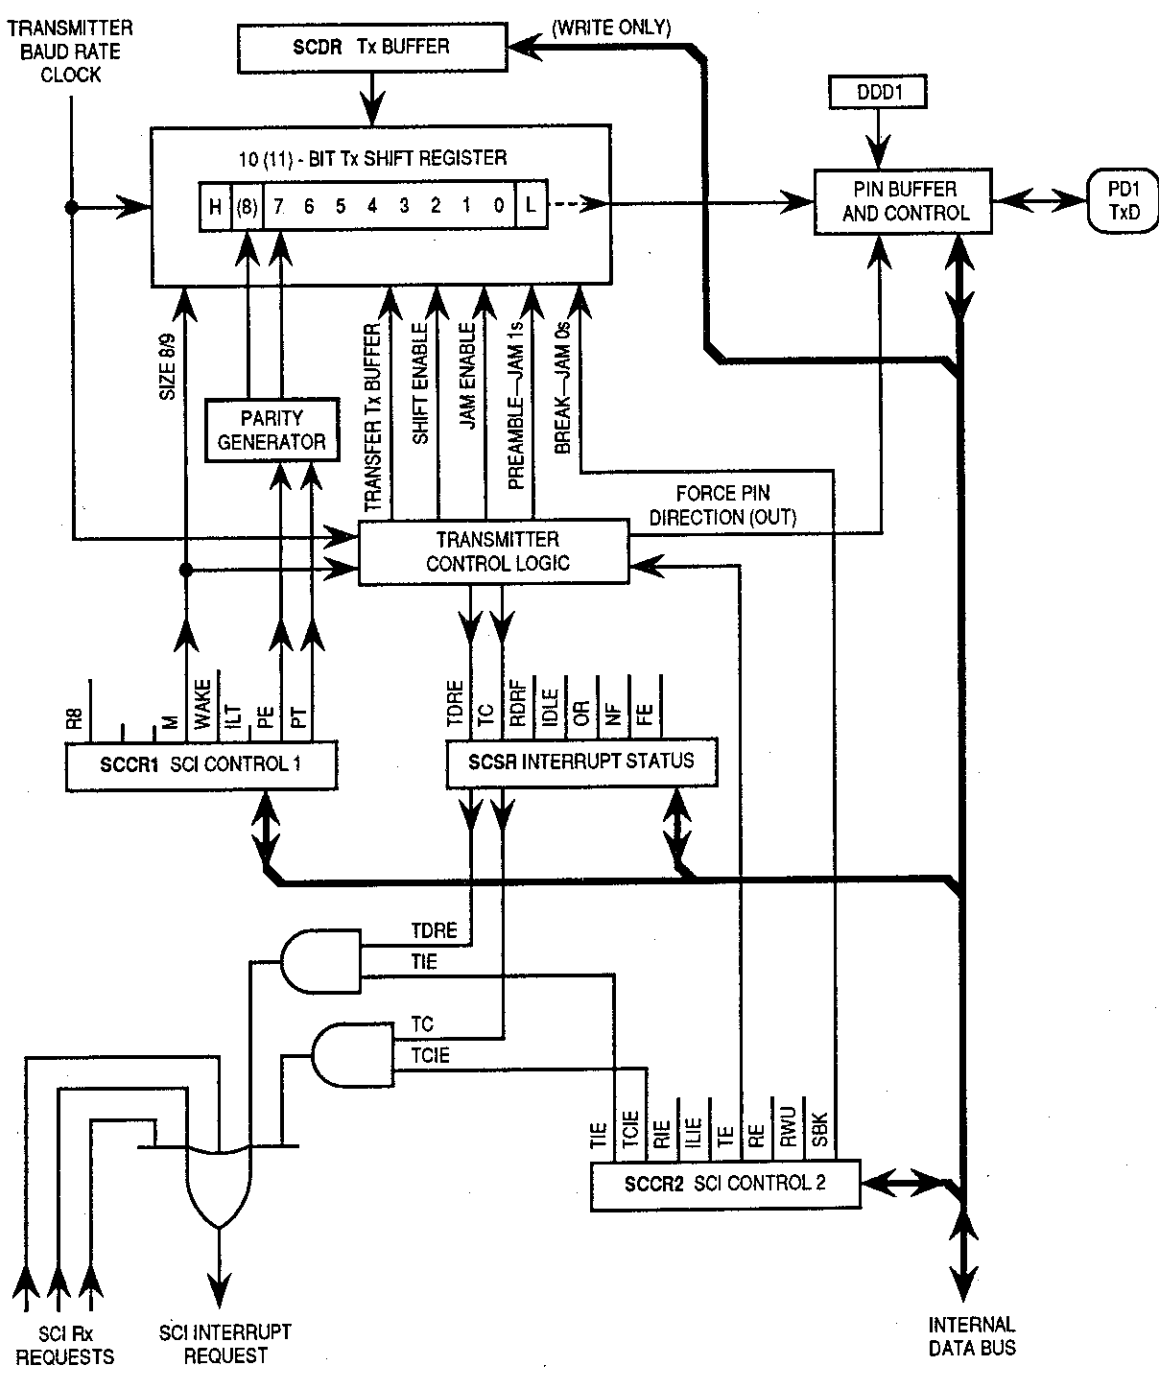 TRANSMITTER
BAUD RATE
CLOCK
SCDR Tx BUFFER
(WRITE ONLY)
DDD1
10 (11) - BIT Tx SHIFT REGISTER
H (8) 7 6 5 4 3 2 1 0 L
PIN BUFFER
AND CONTROL
PD1
TxD
SIZE 8/9
TRANSFER Tx BUFFER
SHIFT ENABLE
JAM ENABLE
PREAMBLE—JAM 1s
BREAK—JAM 0s
PARITY
GENERATOR
FORCE PIN
DIRECTION (OUT)
TRANSMITTER
CONTROL LOGIC
R8
M
WAKE
ILT
PE
PT
SCCR1 SCI CONTROL 1
TDRE
TC
RDRF
IDLE
OR
NF
FE
SCSR INTERRUPT STATUS
TDRE
TIE
TC
TCIE
TIE
TCIE
RIE
ILIE
TE
RE
RWU
SBK
SCCR2 SCI CONTROL 2
SCI Rx
REQUESTS
SCI INTERRUPT
REQUEST
INTERNAL
DATA BUS